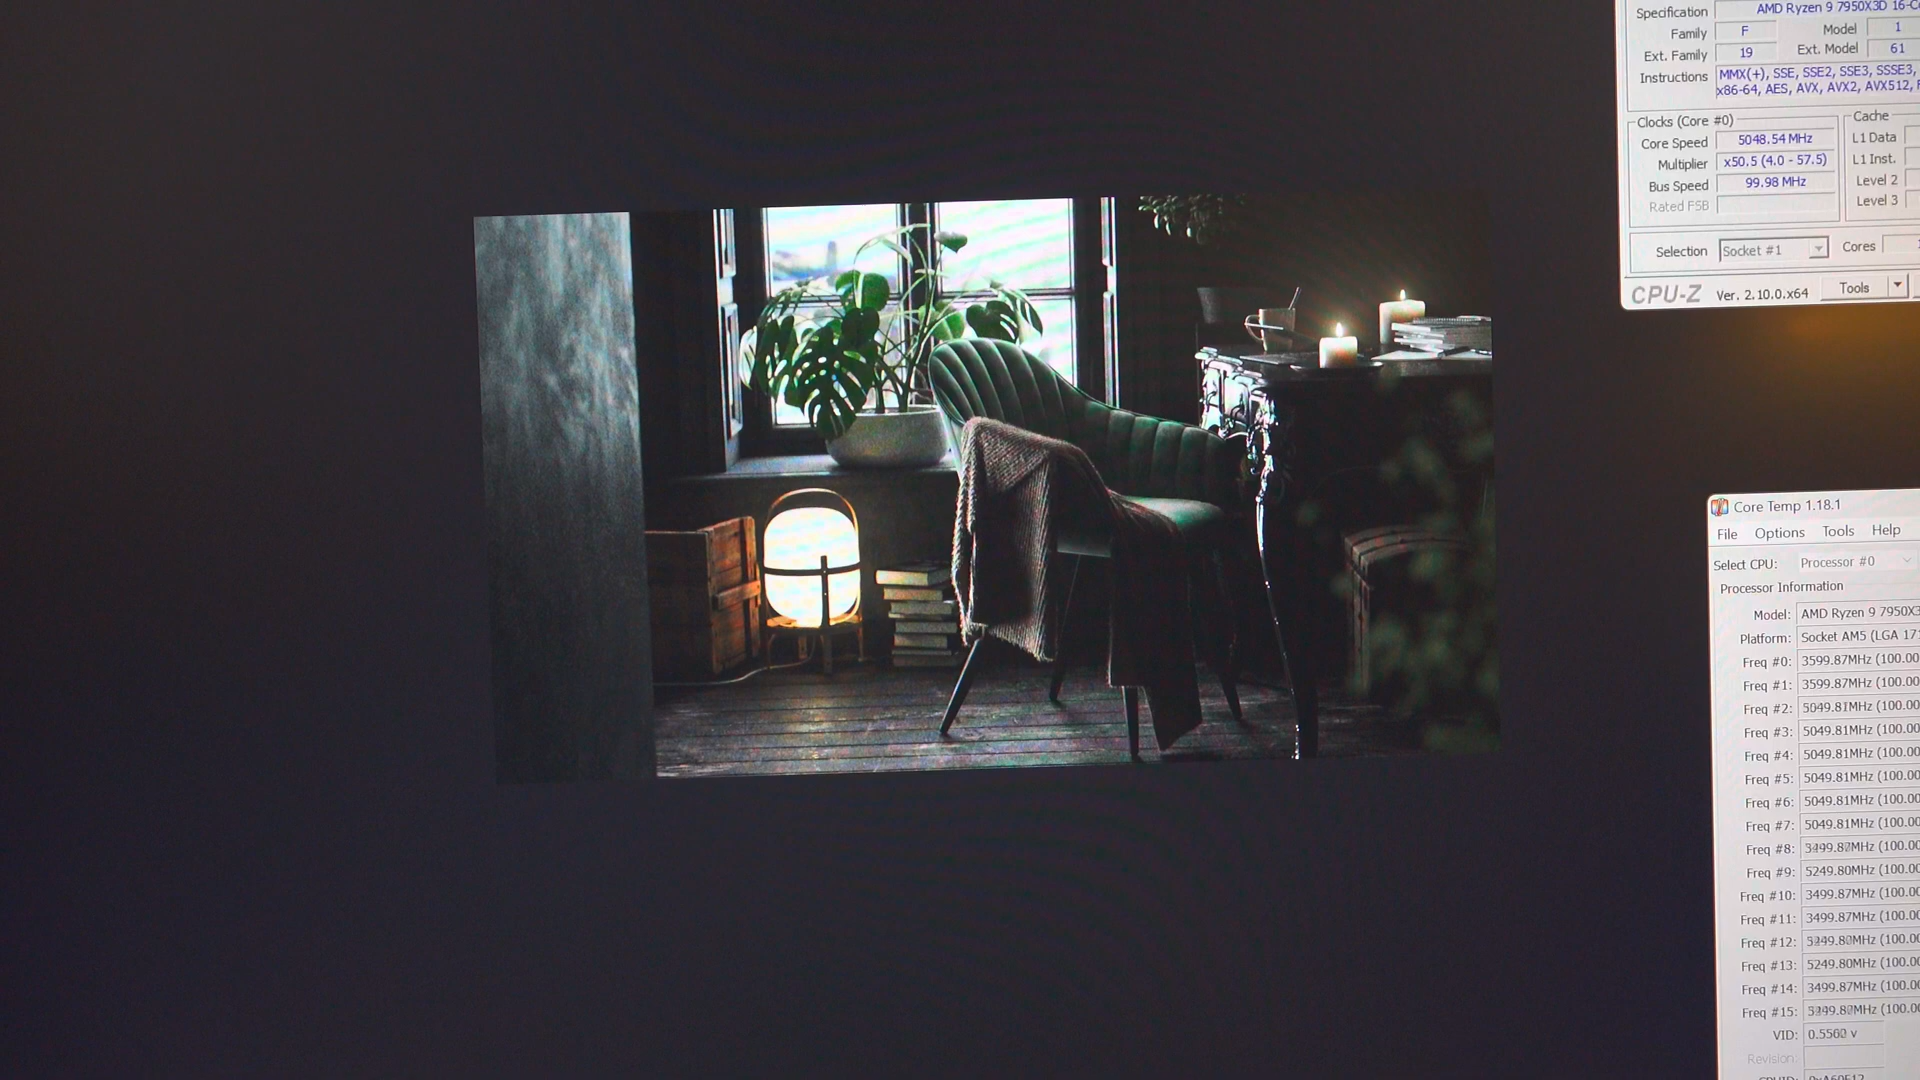 Specification AMD Ryzen 9 7950X3D 16-C
Family F Model 1
Ext. Family 19 Ext. Model 61
Instructions MMX(+), SSE, SSE2, SSE3, SSSE3,
x86-64, AES, AVX, AVX2, AVX512,
Clocks (Core #0) Cache
Core Speed 5048.54 MHz L1 Data
Multiplier x50.5 (4.0 - 57.5) L1 Inst.
Bus Speed 99.98 MHz Level 2
Rated FSB Level 3
Selection Socket #1 Cores
CPU-Z Ver. 2.10.0.x64 Tools
Core Temp 1.18.1
File Options Tools Help
Select CPU: Processor #0
Processor Information
Model: AMD Ryzen 9 7950X3
Platform: Socket AM5 (LGA 171
Freq #0: 3599.87MHz (100.00
Freq #1: 3599.87MHz (100.00
Freq #2: 5049.81MHz (100.00
Freq #3: 5049.81MHz (100.00
Freq #4: 5049.81MHz (100.00
Freq #5: 5049.81MHz (100.00
Freq #6: 5049.81MHz (100.00
Freq #7: 5049.81MHz (100.00
Freq #8: (100.00
Freq #9: 5249.80MHz (100.00
Freq #10: 3499.87MHz (100.00
Freq #11: 3499.87MHz (100.00
Freq #12: (100.00
Freq #13: 5249.80MHz (100.00
Freq #14: 3499.87MHz (100.00
Freq #15: (100.00
VID: v
Revision: